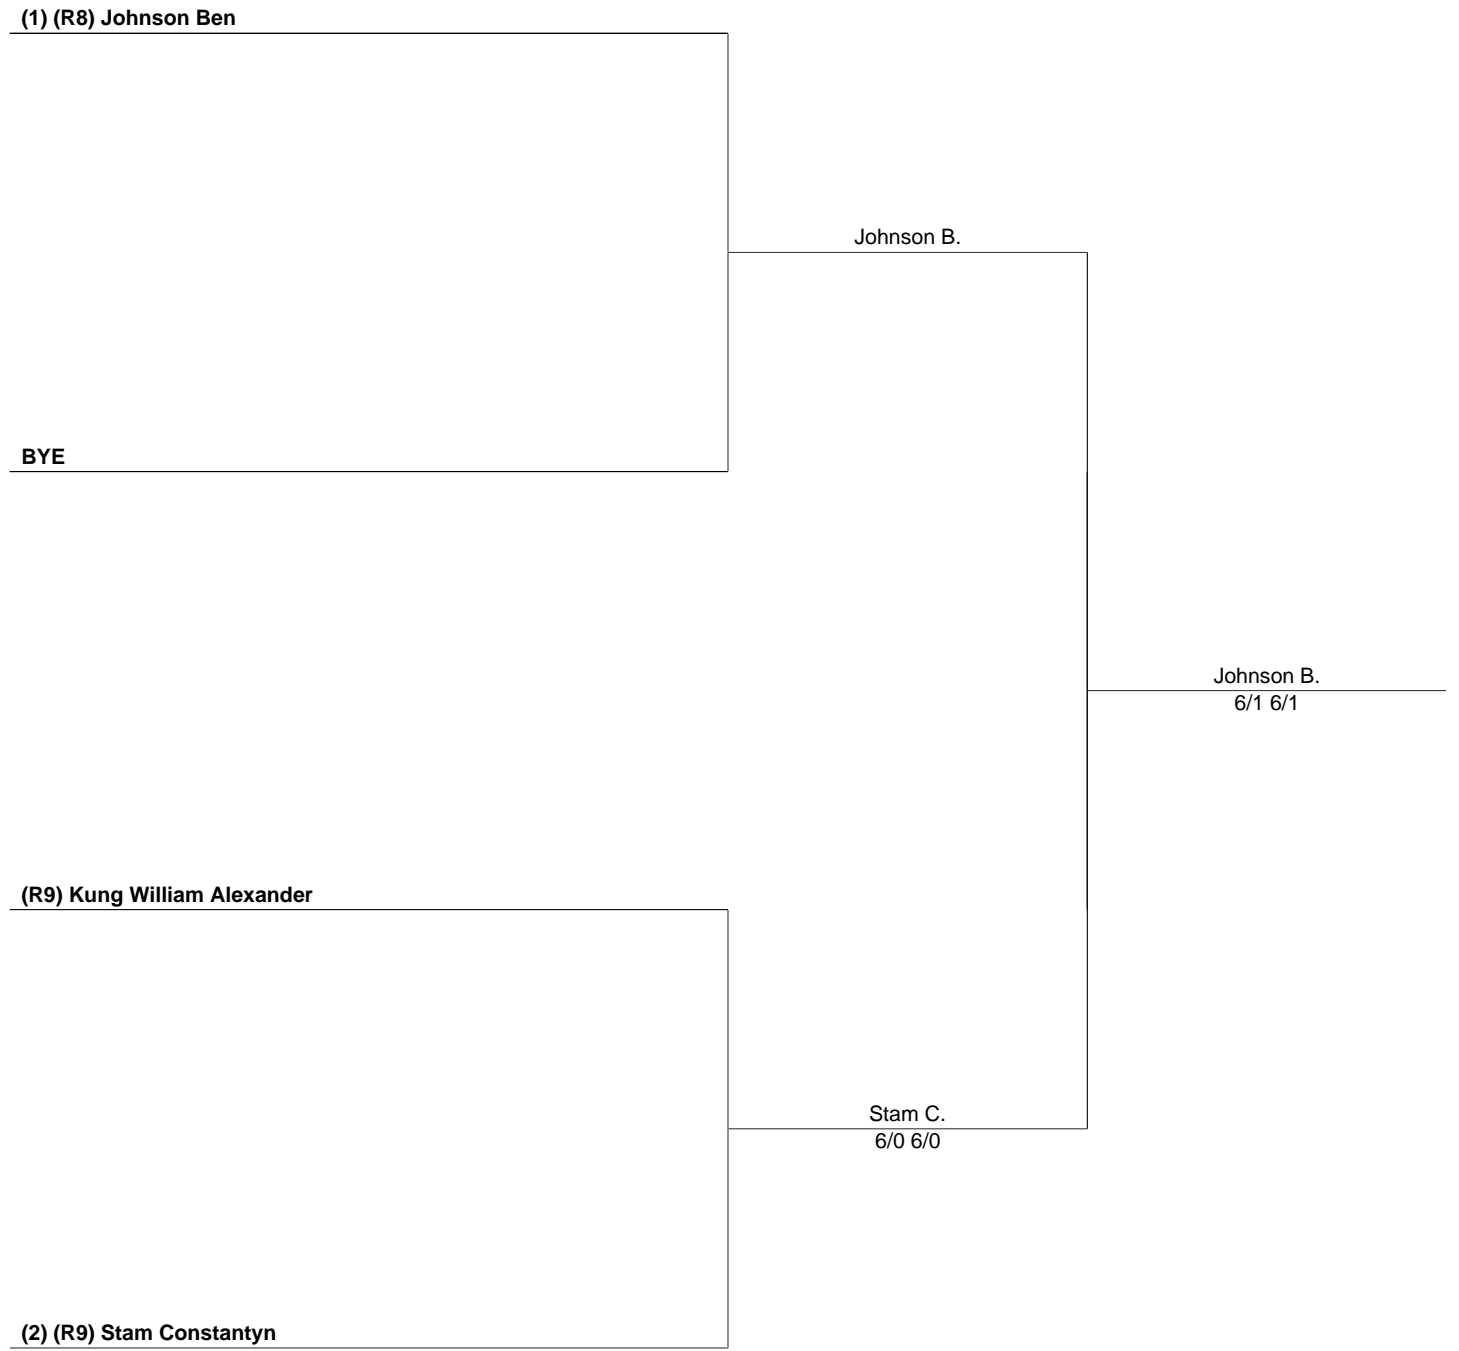 (1) (R8) Johnson Ben
Johnson B.
BYE
Johnson B.
6/1 6/1
(R9) Kung William Alexander
Stam C.
6/0 6/0
(2) (R9) Stam Constantyn